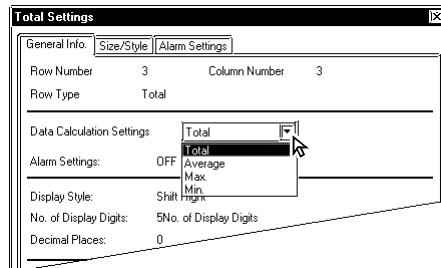 Total Settings
General Info. Size/Style Alarm Settings
Row Number 3 Column Number 3
Row Type Total
Data Calculation Settings Total
Total
Alarm Settings: OFF Average
Max.
Min.
Display Style: Shift Right
No. of Display Digits: 5No. of Display Digits
Decimal Places: 0